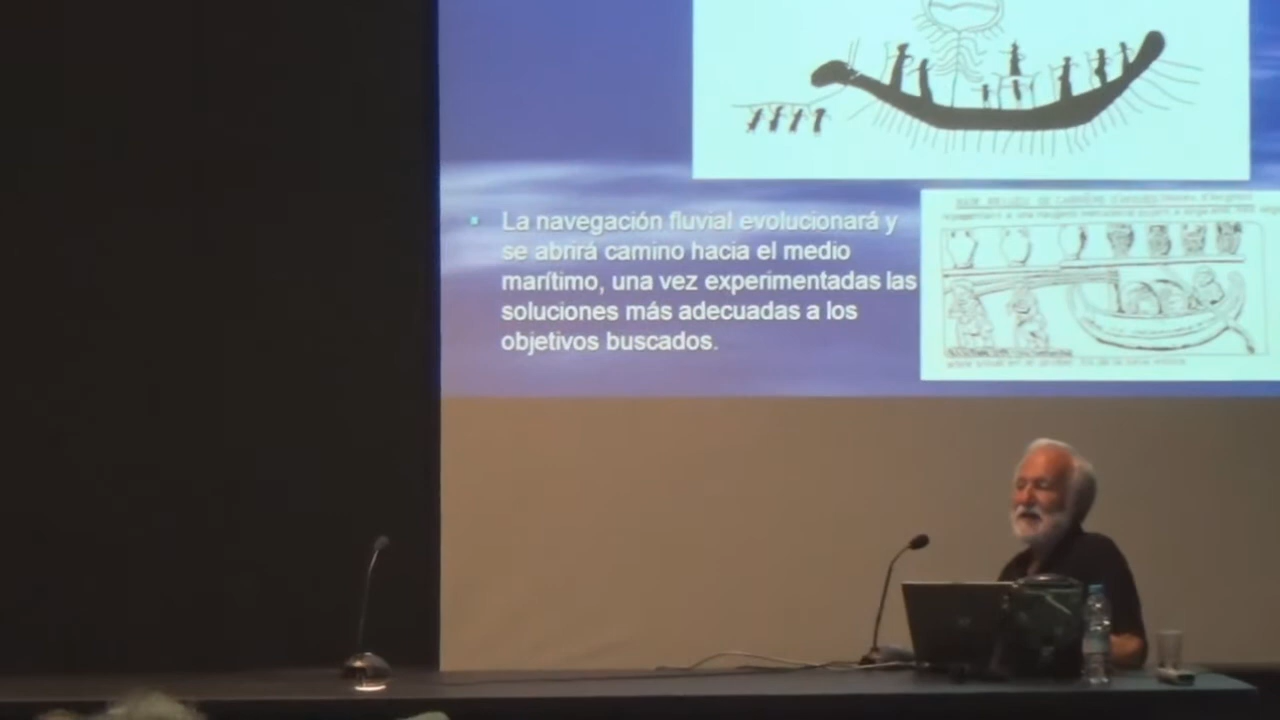 La navegación fluvial evolucionará y
se abrirá camino hacia el medio
marítimo, una vez experimentadas las
soluciones más adecuadas a los
objetivos buscados.